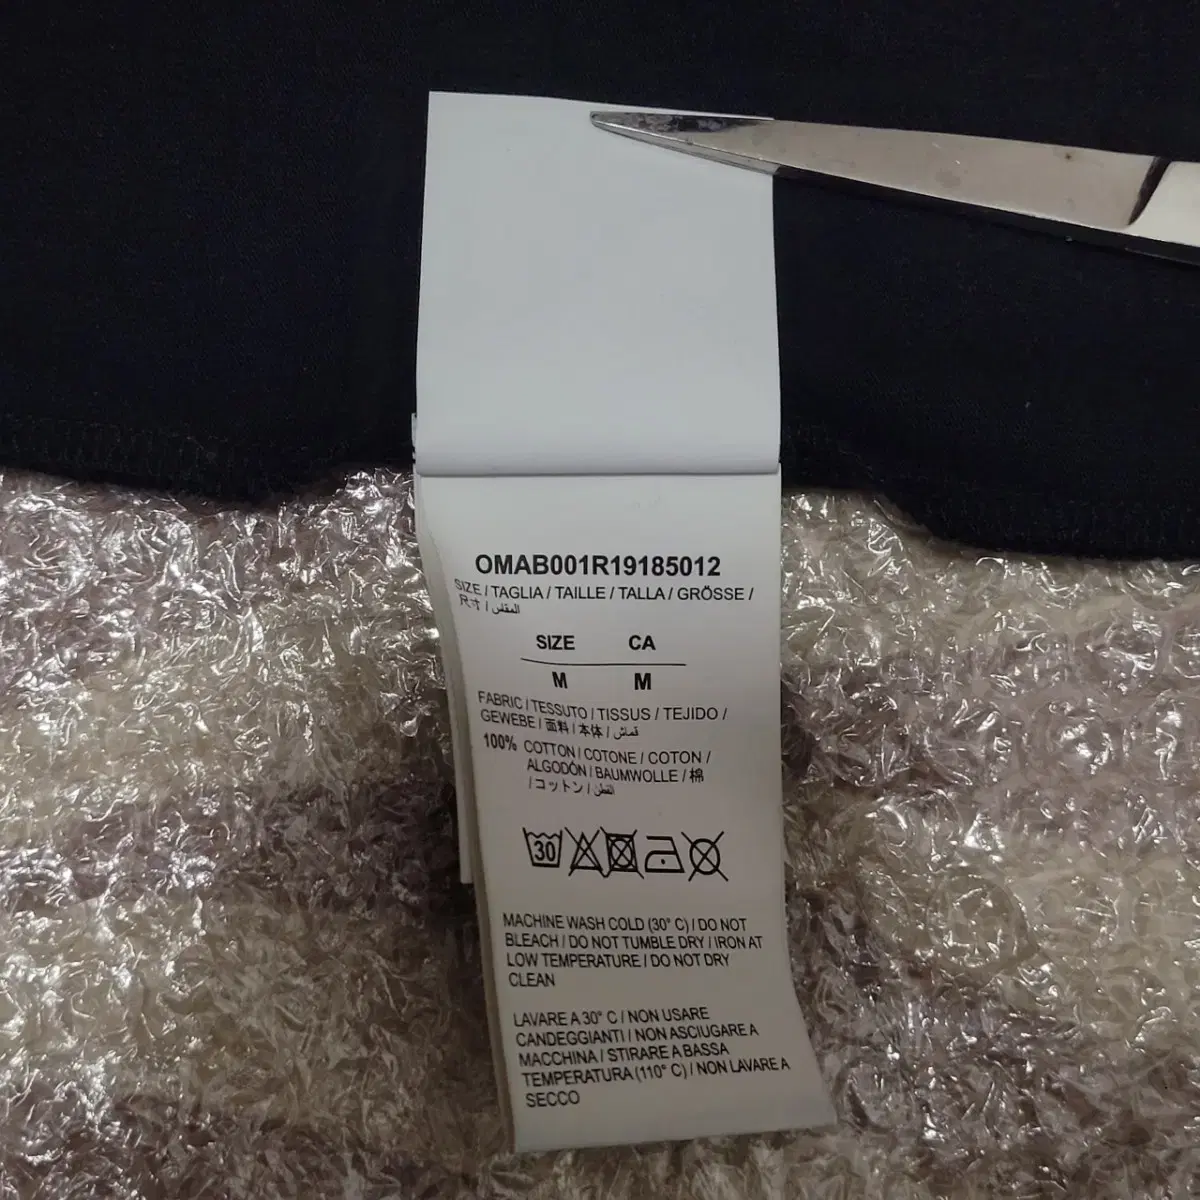 OMAB001R19185012
SIZE / TAGLIA / TAILLE / TALLA / GRÖSSE /
尺寸 / المقاس
SIZE CA
M M
FABRIC / TESSUTO / TISSUS / TEJIDO /
GEWEBE / 面料 / 本体 / قماش
100% COTTON / COTONE / COTON /
ALGODÓN / BAUMWOLLE / 棉
/ コットン / القطن
30
MACHINE WASH COLD (30° C) / DO NOT
BLEACH / DO NOT TUMBLE DRY / IRON AT
LOW TEMPERATURE / DO NOT DRY
CLEAN
LAVARE A 30° C / NON USARE
CANDEGGIANTI / NON ASCIUGARE A
MACCHINA / STIRARE A BASSA
TEMPERATURA (110° C) / NON LAVARE A
SECCO